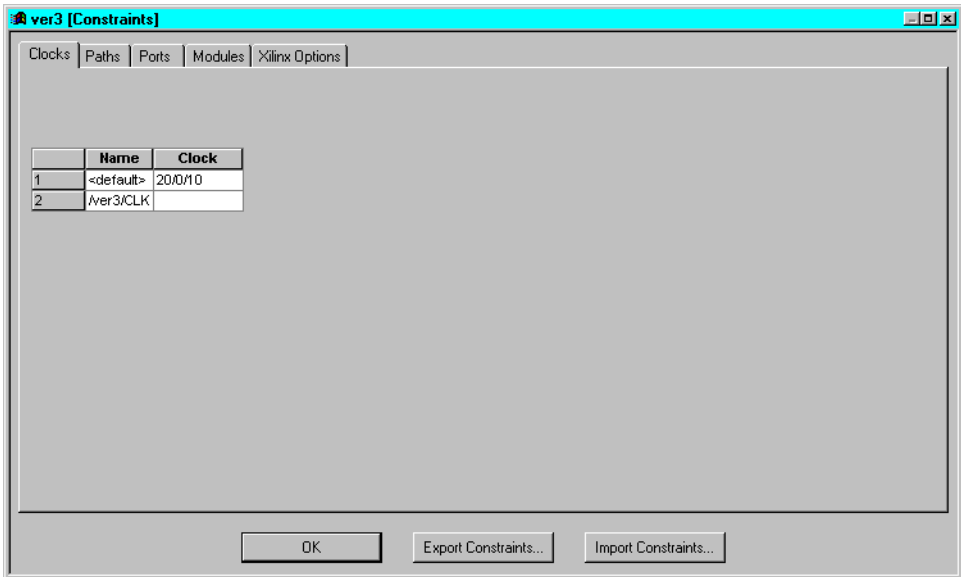 ver3 [Constraints]
Clocks Paths Ports Modules Xilinx Options
Name Clock
1 <default> 20/0/10
2 /ver3/CLK
OK Export Constraints... Import Constraints...